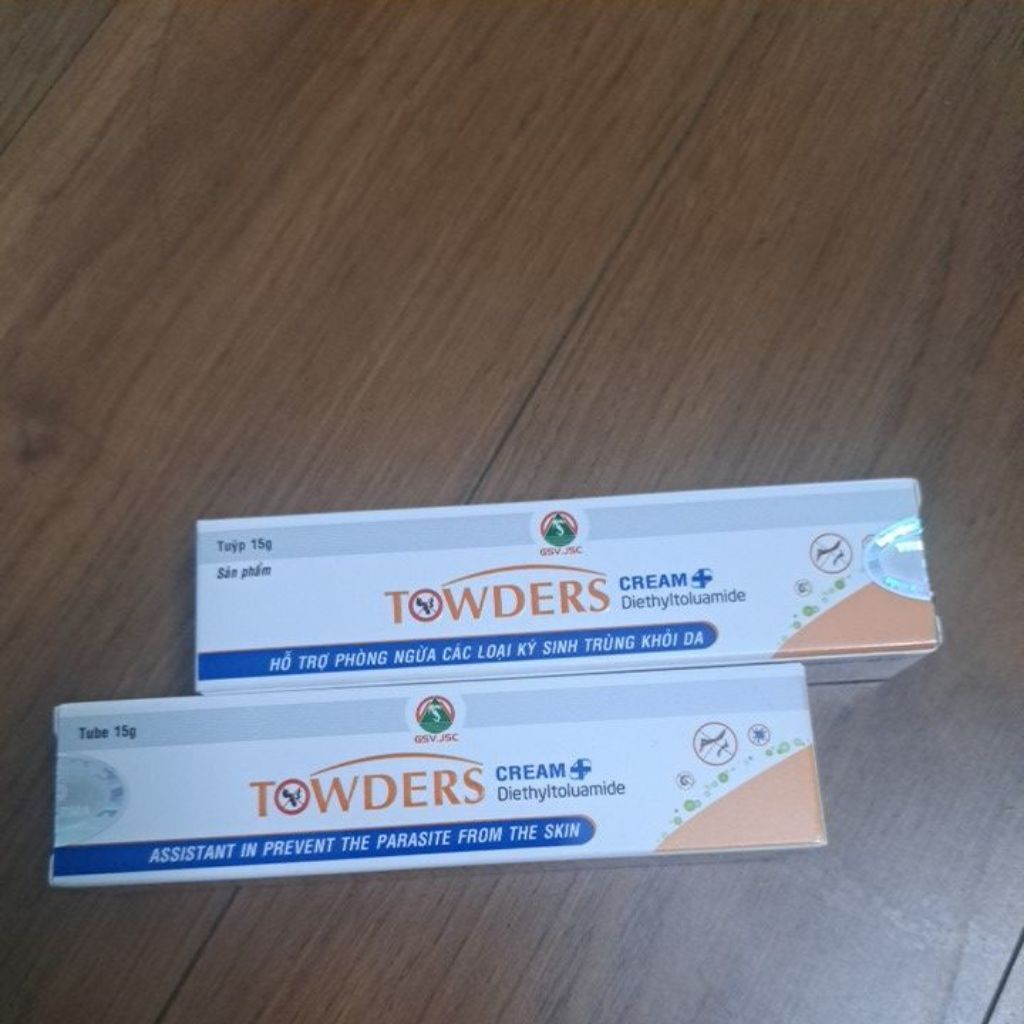 Tuýp 15g
Sản phẩm
GSV.JSC
TOWDERS CREAM
Diethyltoluamide
HỖ TRỢ PHÒNG NGỪA CÁC LOẠI KÝ SINH TRÙNG KHỎI DA
Tube 15g
GSV.JSC
TOWDERS CREAM
Diethyltoluamide
ASSISTANT IN PREVENT THE PARASITE FROM THE SKIN